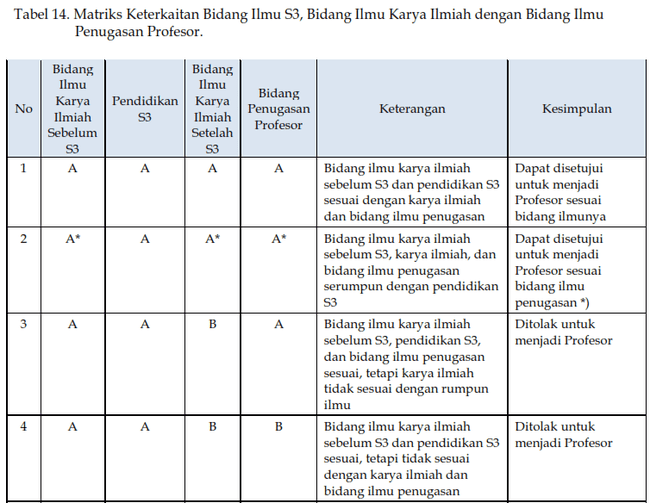 Tabel 14. Matriks Keterkaitan Bidang Ilmu S3, Bidang Ilmu Karya Ilmiah dengan Bidang Ilmu
Penugasan Profesor.
No
Bidang
Ilmu
Karya
Ilmiah
Sebelum
S3
Pendidikan
S3
Bidang
Ilmu
Karya
Ilmiah
Setelah
S3
Bidang
Penugasan
Profesor
Keterangan
Kesimpulan
1
A
A
A
A
Bidang ilmu karya ilmiah
sebelum S3 dan pendidikan S3
sesuai dengan karya ilmiah
dan bidang ilmu penugasan
Dapat disetujui
untuk menjadi
Profesor sesuai
bidang ilmunya
2
A*
A
A*
A*
Bidang ilmu karya ilmiah
sebelum S3, karya ilmiah, dan
bidang ilmu penugasan
serumpun dengan pendidikan
S3
Dapat disetujui
untuk menjadi
Profesor sesuai
bidang ilmu
penugasan *)
3
A
A
B
A
Bidang ilmu karya ilmiah
sebelum S3, pendidikan S3,
dan bidang ilmu penugasan
sesuai, tetapi karya ilmiah
tidak sesuai dengan rumpun
ilmu
Ditolak untuk
menjadi Profesor
4
A
A
B
B
Bidang ilmu karya ilmiah
sebelum S3 dan pendidikan S3
sesuai, tetapi tidak sesuai
dengan karya ilmiah dan
bidang ilmu penugasan
Ditolak untuk
menjadi Profesor